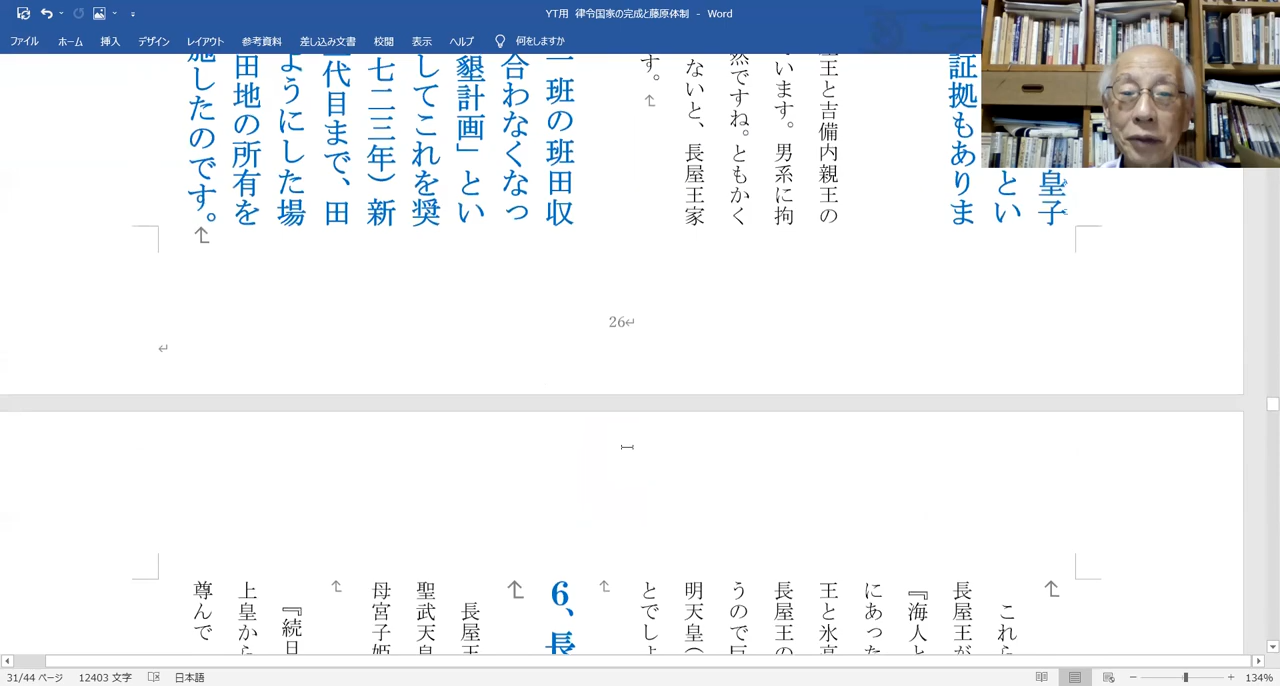 YT用 律令国家の完成と藤原体制 - Word
ファイル ホーム 挿入 デザイン レイアウト 参考資料 差し込み文書 校閲 表示 ヘルプ 何をしますか
皇子
とい
証拠もありま
屋王と吉備内親王の
います。男系に拘
然ですね。ともかく
ないと、長屋王家
す。
一班の班田収
合わなくなっ
墾計画」とい
してこれを奨
七二三年）新
代目まで、田
ようにした場
田地の所有を
施したのです。
26
これら
長屋王が
『海人と
にあった
王と氷高
長屋王の
うので巨
明天皇（
とでしょ
6、長
長屋王
聖武天皇
母宮子姫
『続日
上皇から
尊んで
31/44 ページ 12403 文字 日本語 134%